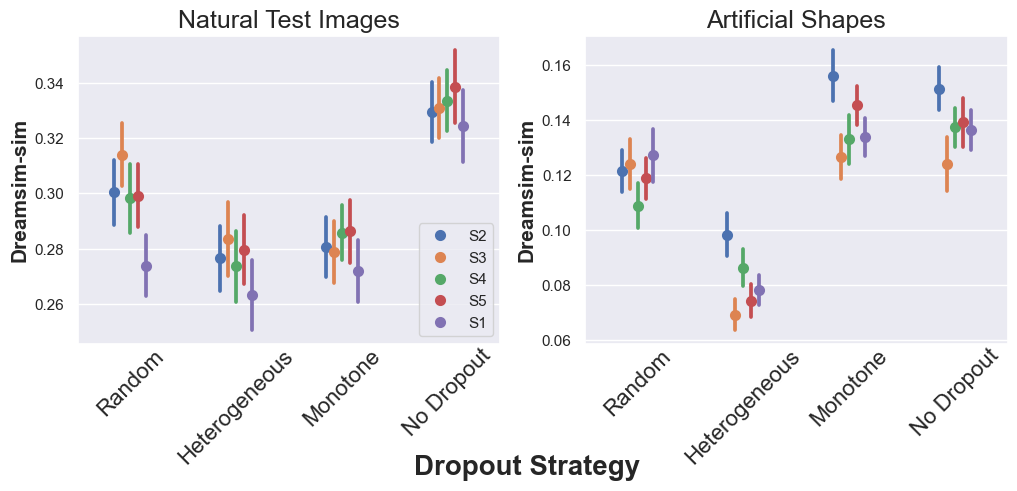 Natural Test Images
Dreamsim-sim
0.34
0.32
0.30
0.28
0.26
S2
S3
S4
S5
S1
Random
Heterogeneous
Monotone
No Dropout
Artificial Shapes
Dreamsim-sim
0.16
0.14
0.12
0.10
0.08
0.06
Random
Heterogeneous
Monotone
No Dropout
Dropout Strategy